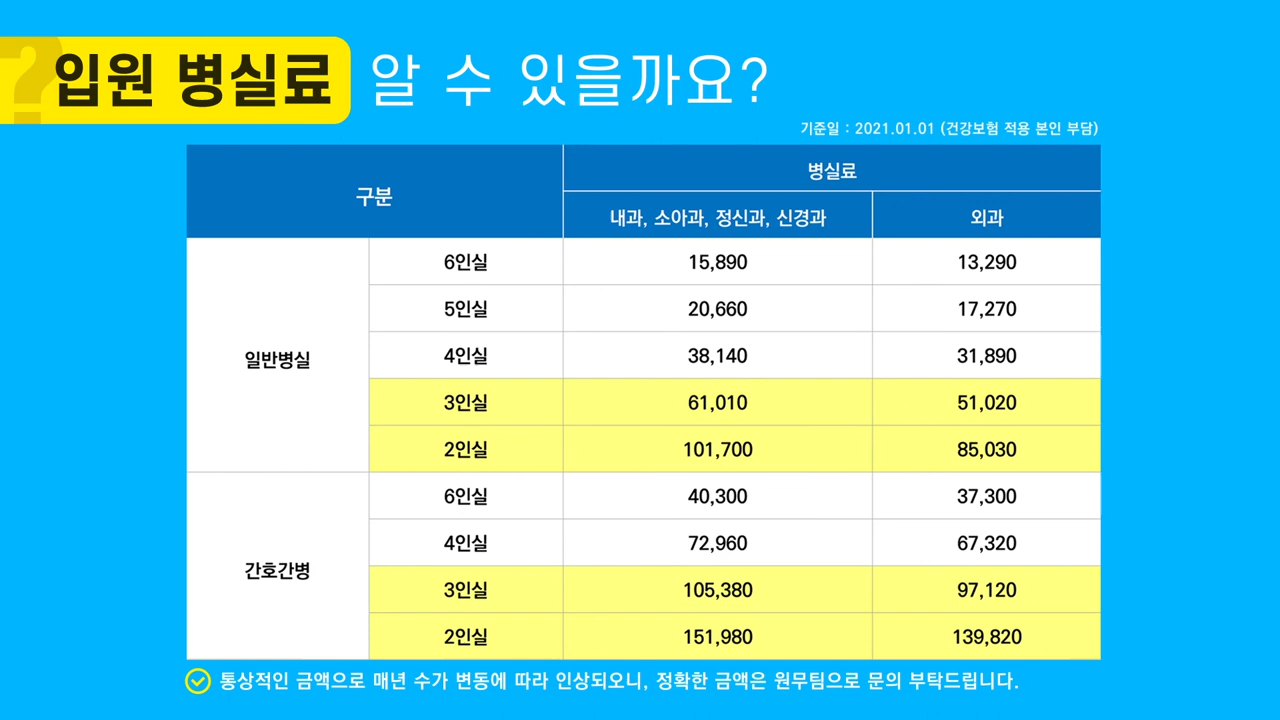 ? 입원 병실료 알 수 있을까요?
기준일 : 2021.01.01 (건강보험 적용 본인 부담)
구분 병실료
내과, 소아과, 정신과, 신경과 외과
일반병실 6인실 15,890 13,290
5인실 20,660 17,270
4인실 38,140 31,890
3인실 61,010 51,020
2인실 101,700 85,030
간호간병 6인실 40,300 37,300
4인실 72,960 67,320
3인실 105,380 97,120
2인실 151,980 139,820
통상적인 금액으로 매년 수가 변동에 따라 인상되오니, 정확한 금액은 원무팀으로 문의 부탁드립니다.